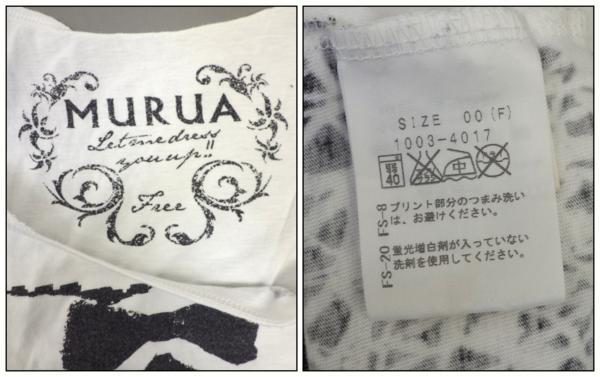 MURUA
Let me dress
you up!!
Free
SIZE 00 (F)
1003-4017
弱
40
中
FS-8
プリント部分のつまみ洗い
は、お避けください。
FS-20
蛍光増白剤が入っていない
洗剤を使用してください。